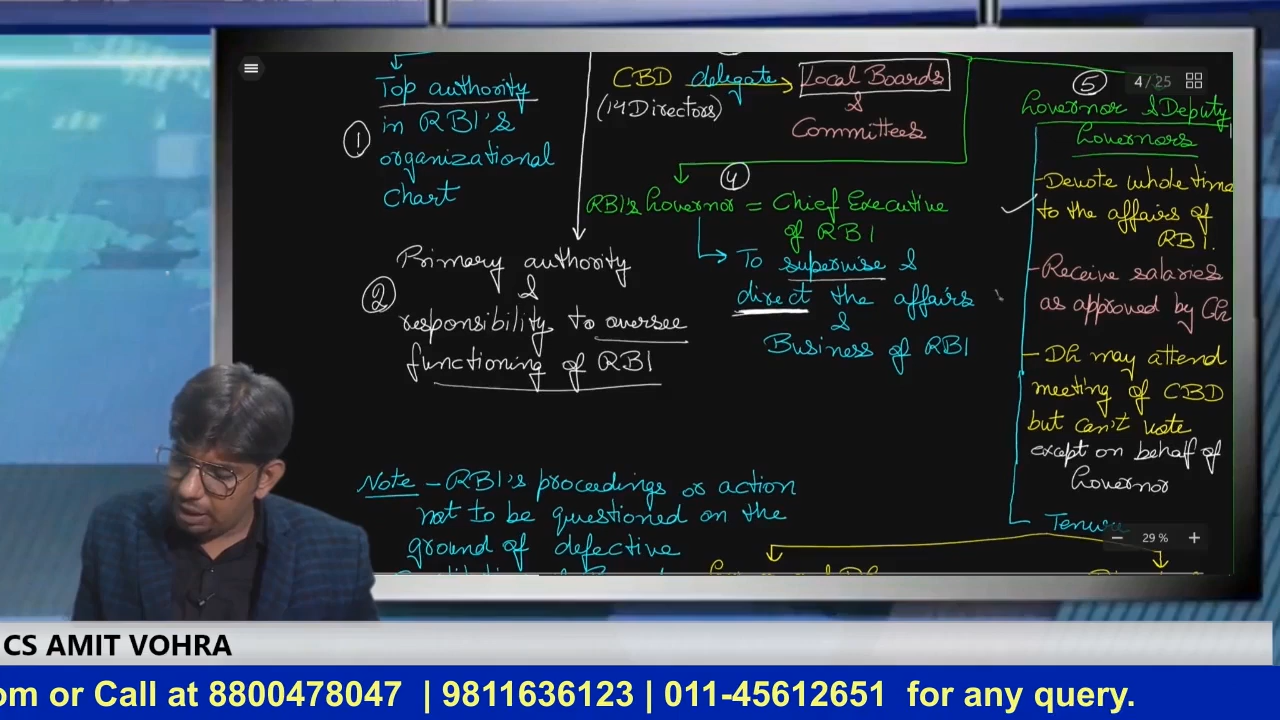 Top authority
① in RBI's
organizational
chart
Primary authority
&
② responsibility to oversee
functioning of RBI
CBD delegate Local Boards
(14 Directors)
&
Committees
④
RBI's Governor = Chief Executive
of RBI
To supervise &
direct the affairs
&
Business of RBI
⑤
Governor & Deputy
Governors
- Devote whole time
to the affairs of
RBI.
- Receive salaries
as approved by CG
- DG may attend
meeting of CBD
but can't vote
except on behalf of
Governor
Tenure
Note - RBI's proceedings or action
not to be questioned on the
ground of defective
4 / 25
29 %
CS AMIT VOHRA
om or Call at 8800478047 | 9811636123 | 011-45612651 for any query.